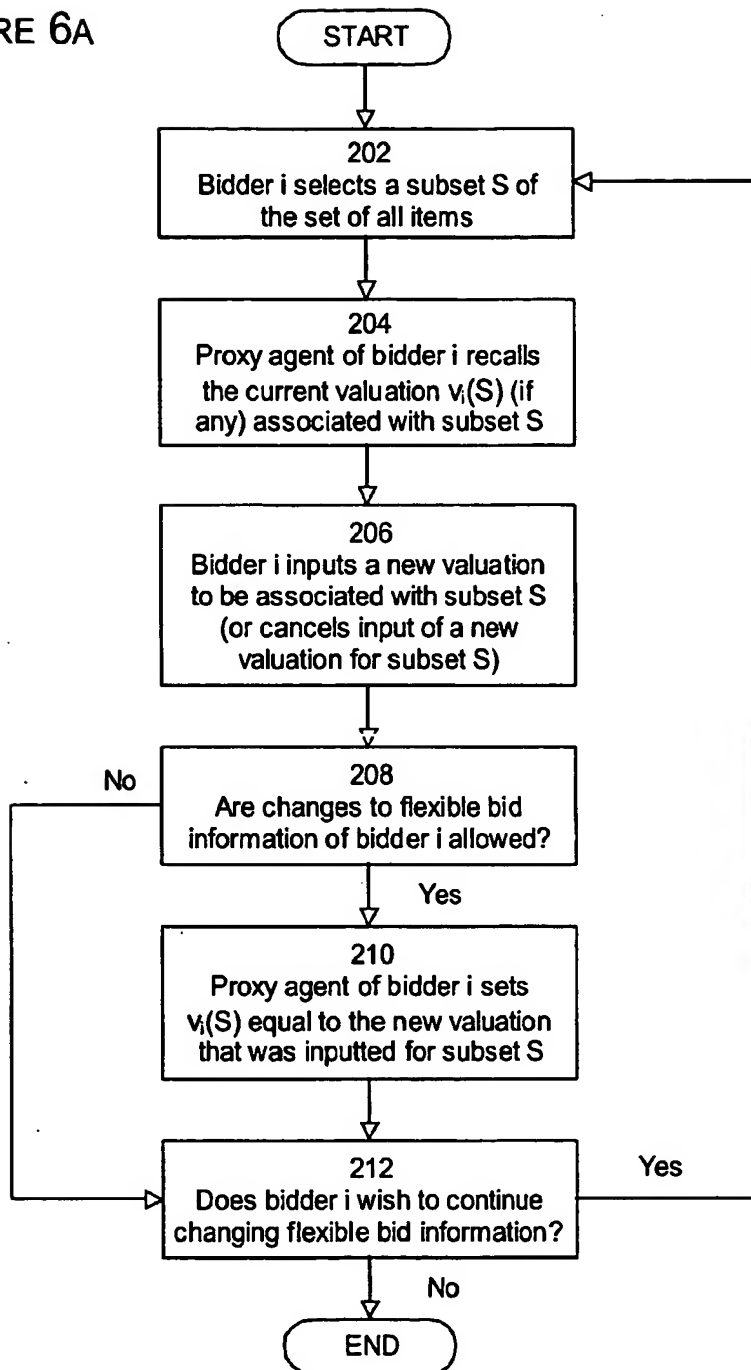 RE 6A
START
202
Bidder i selects a subset S of
the set of all items
204
Proxy agent of bidder i recalls
the current valuation vi(S) (if
any) associated with subset S
206
Bidder i inputs a new valuation
to be associated with subset S
(or cancels input of a new
valuation for subset S)
No
208
Are changes to flexible bid
information of bidder i allowed?
Yes
210
Proxy agent of bidder i sets
vi(S) equal to the new valuation
that was inputted for subset S
212
Does bidder i wish to continue
changing flexible bid information?
Yes
No
END